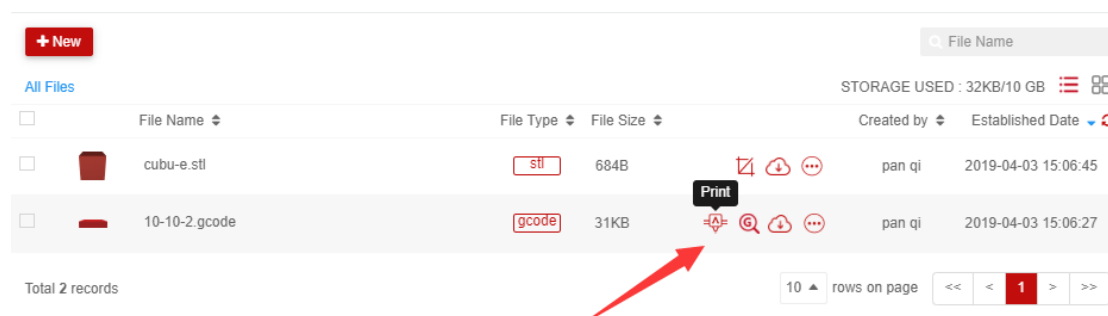 + New
File Name
All Files
STORAGE USED : 32KB/10 GB
File Name File Type File Size Created by Established Date
cubu-e.stl stl 684B pan qi 2019-04-03 15:06:45
Print
10-10-2.gcode gcode 31KB G pan qi 2019-04-03 15:06:27
Total 2 records 10 rows on page << < 1 > >>